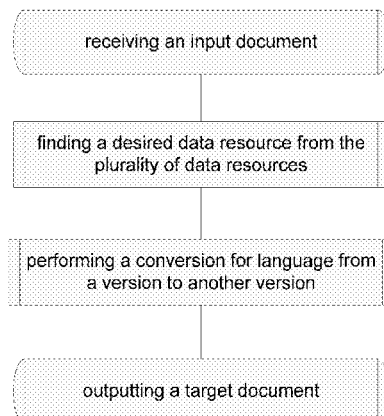 receiving an input document
finding a desired data resource from the
plurality of data resources
performing a conversion for language from
a version to another version
outputting a target document